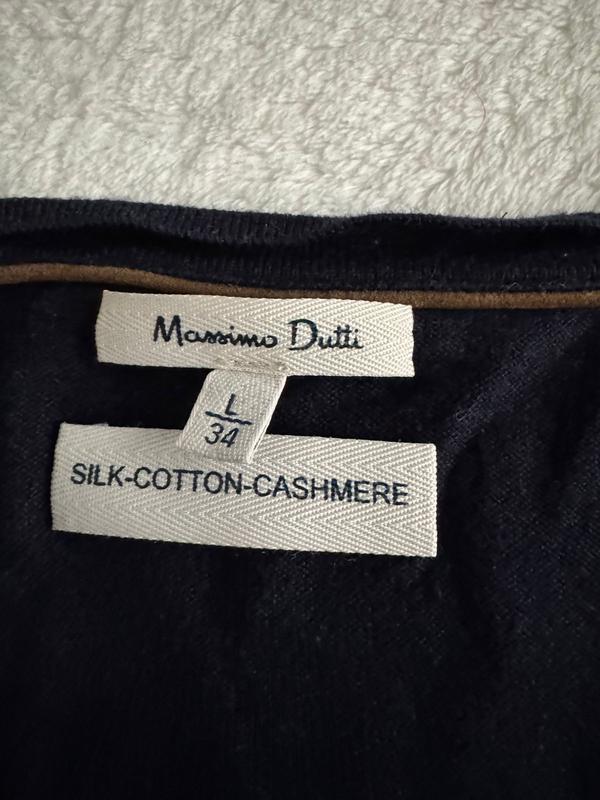 Massimo Dutti
L
34
SILK-COTTON-CASHMERE